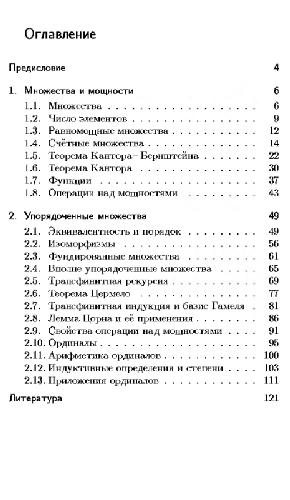 Оглавление
Предисловие 4
1. Множества и мощности 6
1.1. Множества . . . . . . . . . . . . . . . . . . 6
1.2. Число элементов . . . . . . . . . . . . . . . 9
1.3. Равномощные множества . . . . . . . . . . 12
1.4. Счётные множества . . . . . . . . . . . . . 14
1.5. Теорема Кантора–Бернштейна . . . . . . . 22
1.6. Теорема Кантора . . . . . . . . . . . . . . . 30
1.7. Функции . . . . . . . . . . . . . . . . . . . 37
1.8. Операции над мощностями . . . . . . . . . 43
2. Упорядоченные множества 49
2.1. Эквивалентность и порядок . . . . . . . . . 49
2.2. Изоморфизмы . . . . . . . . . . . . . . . . 56
2.3. Фундированные множества . . . . . . . . . 61
2.4. Вполне упорядоченные множества . . . . . 65
2.5. Трансфинитная рекурсия . . . . . . . . . . 69
2.6. Теорема Цермело . . . . . . . . . . . . . . . 77
2.7. Трансфинитная индукция и базис Гамеля . 81
2.8. Лемма Цорна и её применения . . . . . . . 86
2.9. Свойства операций над мощностями . . . . 91
2.10. Ординалы . . . . . . . . . . . . . . . . . . 95
2.11. Арифметика ординалов . . . . . . . . . . . 100
2.12. Индуктивные определения и степени . . . 103
2.13. Приложения ординалов . . . . . . . . . . . 111
Литература 121